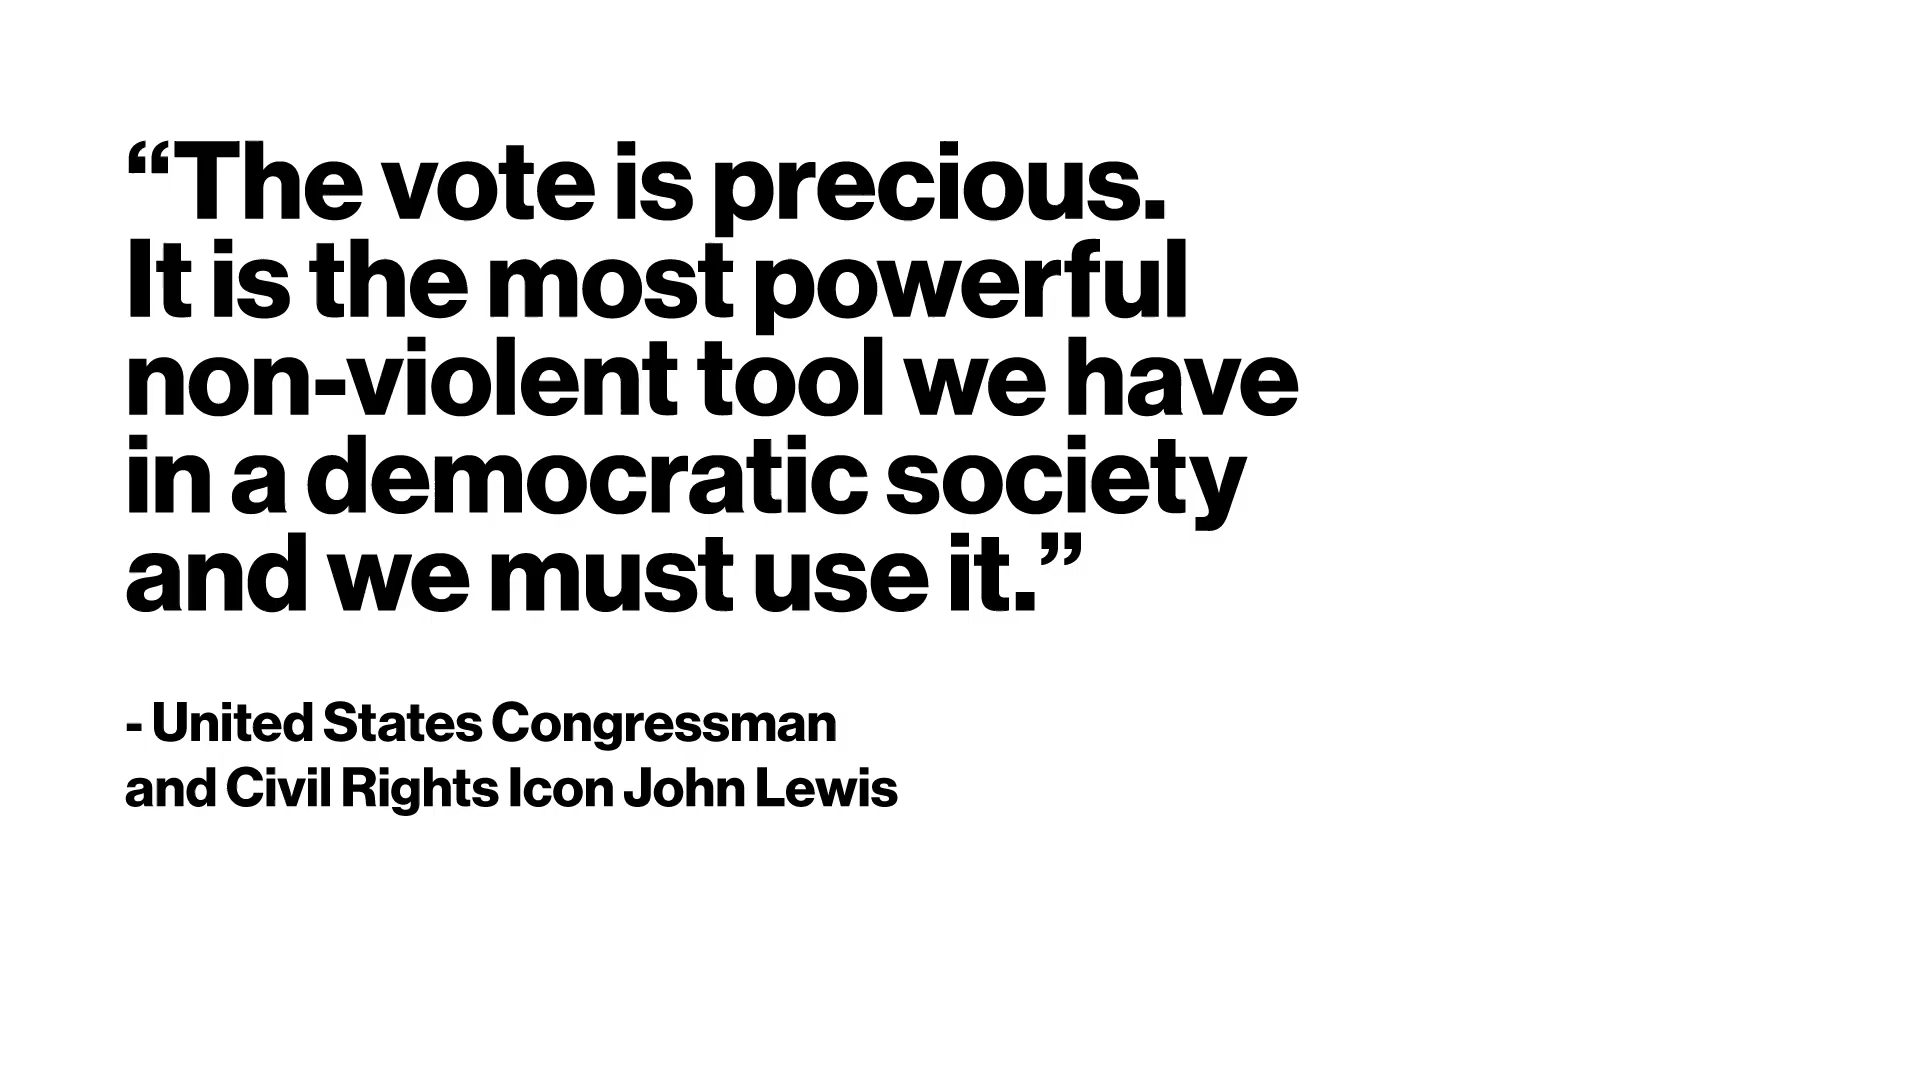 “The vote is precious.
It is the most powerful
non-violent tool we have
in a democratic society
and we must use it.”
- United States Congressman
and Civil Rights Icon John Lewis